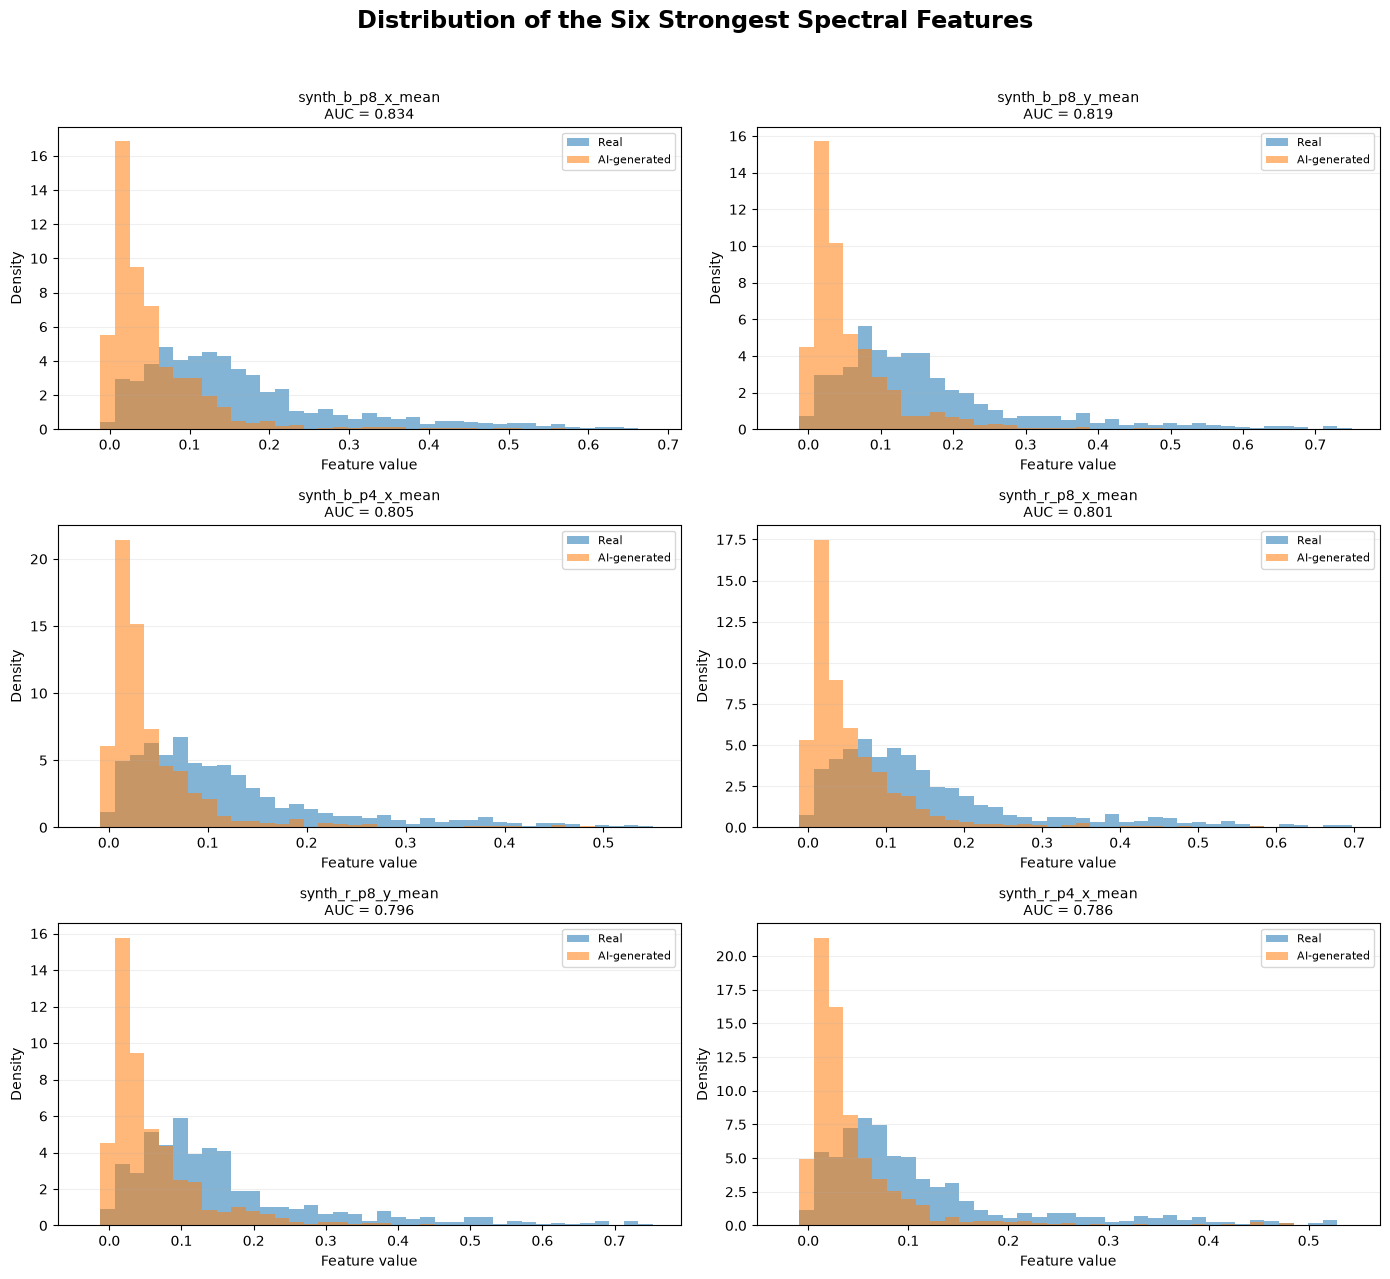 Distribution of the Six Strongest Spectral Features
synth_b_p8_x_mean
AUC = 0.834
Real
AI-generated
Density
16
14
12
10
8
6
4
2
0
0.0 0.1 0.2 0.3 0.4 0.5 0.6 0.7
Feature value
synth_b_p8_y_mean
AUC = 0.819
Real
AI-generated
Density
16
14
12
10
8
6
4
2
0
0.0 0.1 0.2 0.3 0.4 0.5 0.6 0.7
Feature value
synth_b_p4_x_mean
AUC = 0.805
Real
AI-generated
Density
20
15
10
5
0
0.0 0.1 0.2 0.3 0.4 0.5
Feature value
synth_r_p8_x_mean
AUC = 0.801
Real
AI-generated
Density
17.5
15.0
12.5
10.0
7.5
5.0
2.5
0.0
0.0 0.1 0.2 0.3 0.4 0.5 0.6 0.7
Feature value
synth_r_p8_y_mean
AUC = 0.796
Real
AI-generated
Density
16
14
12
10
8
6
4
2
0
0.0 0.1 0.2 0.3 0.4 0.5 0.6 0.7
Feature value
synth_r_p4_x_mean
AUC = 0.786
Real
AI-generated
Density
20.0
17.5
15.0
12.5
10.0
7.5
5.0
2.5
0.0
0.0 0.1 0.2 0.3 0.4 0.5
Feature value